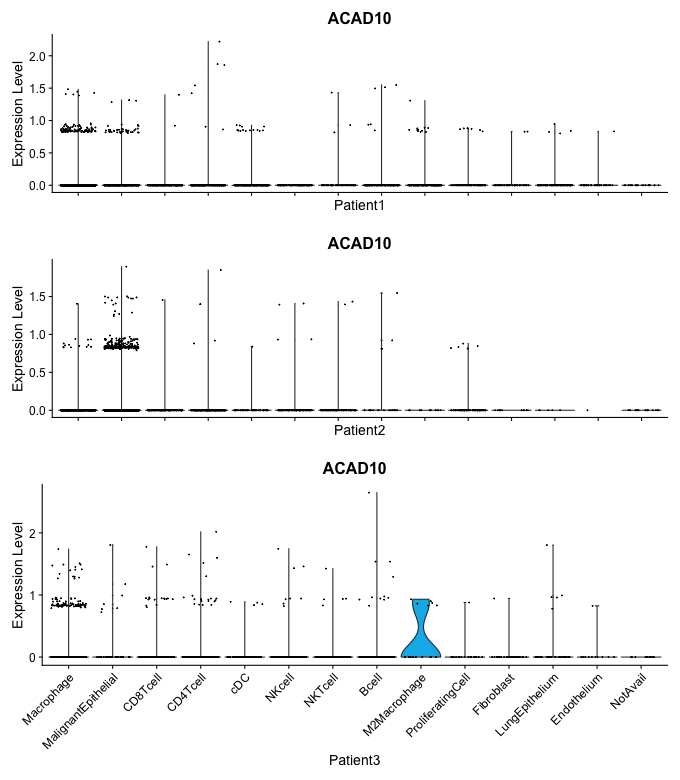 ACAD10
Expression Level
2.0
1.5
1.0
0.5
0.0
Patient1
ACAD10
Expression Level
1.5
1.0
0.5
0.0
Patient2
ACAD10
Expression Level
2
1
0
Macrophage
MalignantEpithelial
CD8Tcell
CD4Tcell
cDC
NKcell
NKTcell
Bcell
M2Macrophage
ProliferatingCell
Fibroblast
LungEpithelium
Endothelium
NotAvail
Patient3